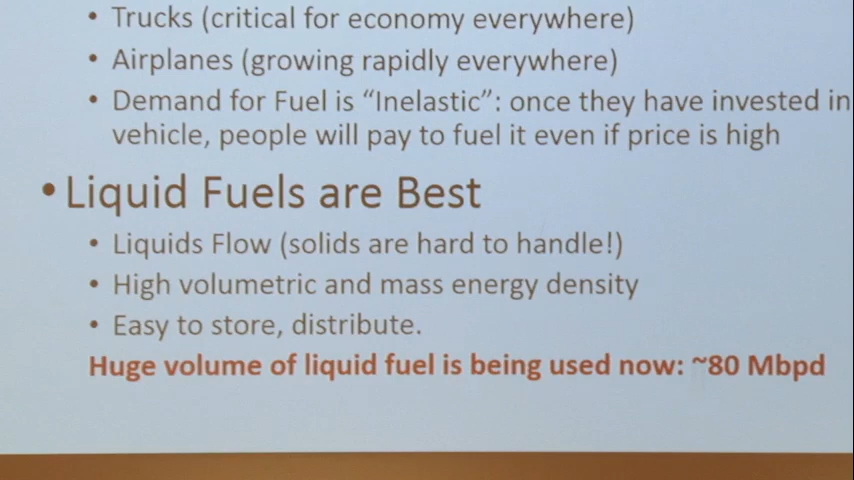 • Trucks (critical for economy everywhere)
• Airplanes (growing rapidly everywhere)
• Demand for Fuel is “Inelastic”: once they have invested in
vehicle, people will pay to fuel it even if price is high
• Liquid Fuels are Best
• Liquids Flow (solids are hard to handle!)
• High volumetric and mass energy density
• Easy to store, distribute.
Huge volume of liquid fuel is being used now: ~80 Mbpd